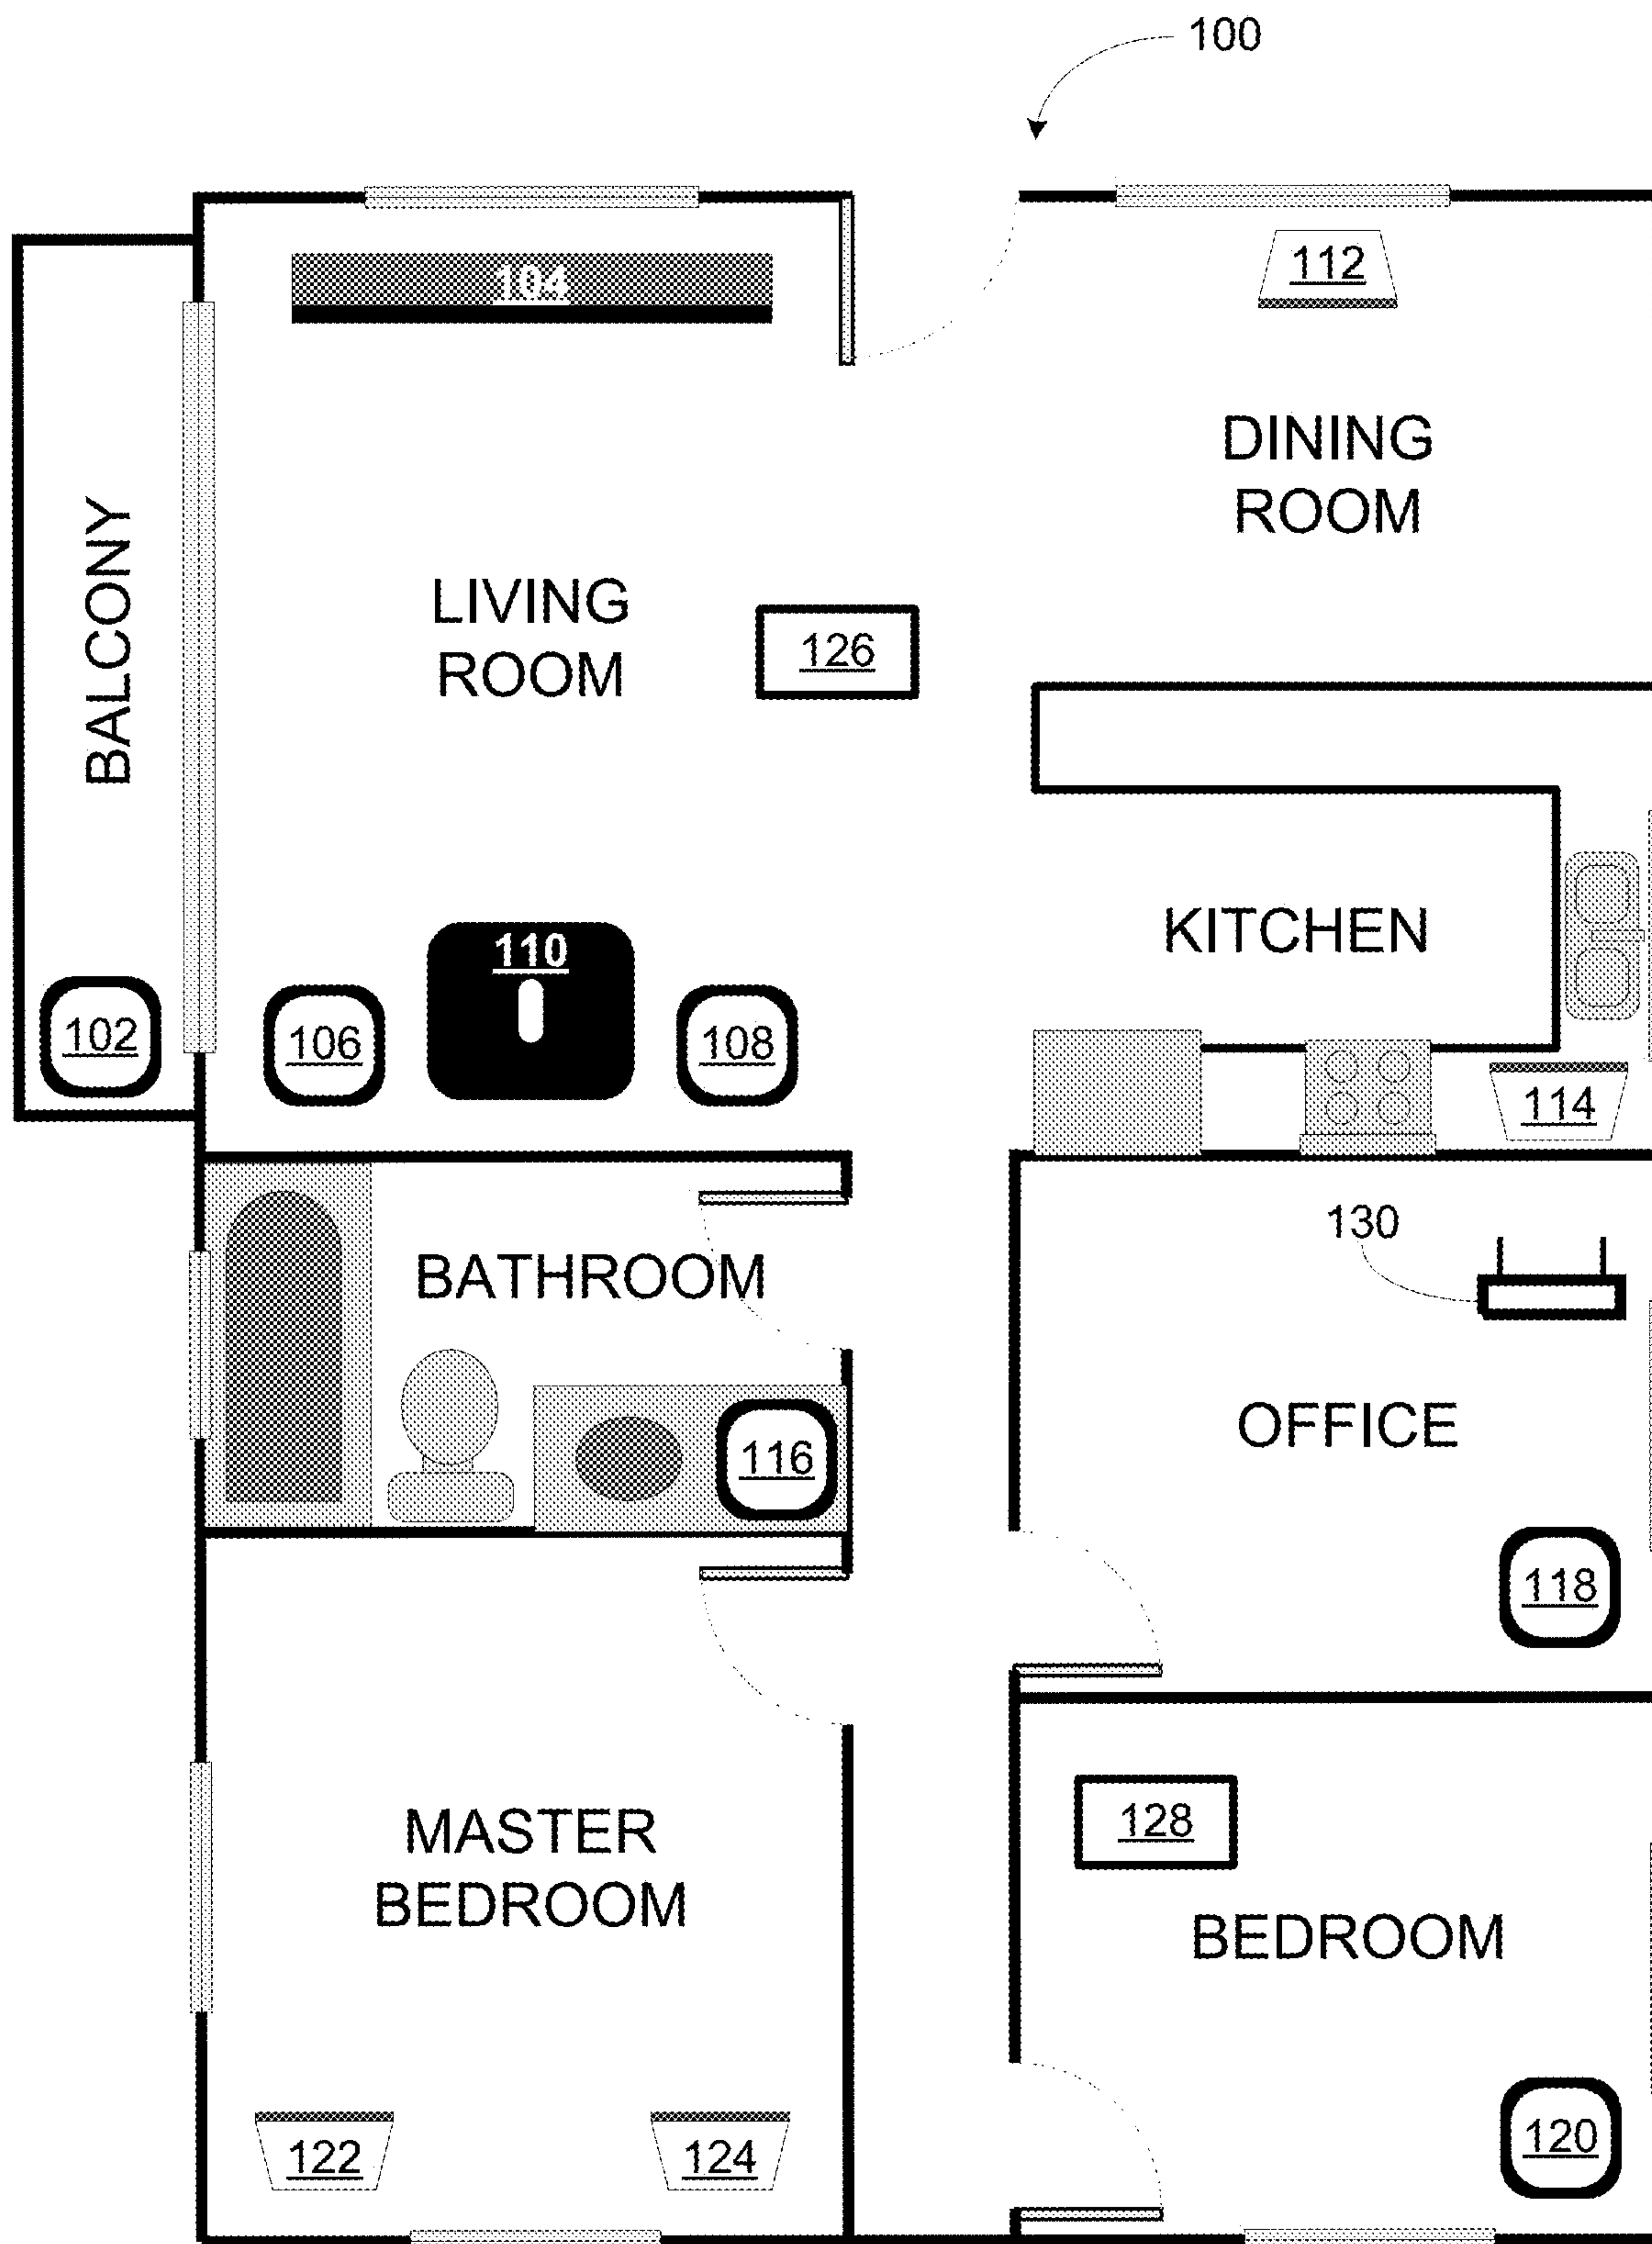 100
104
112
DINING
ROOM
BALCONY
LIVING
ROOM
126
KITCHEN
110
102
106
108
114
130
BATHROOM
OFFICE
116
118
128
MASTER
BEDROOM
BEDROOM
122
124
120